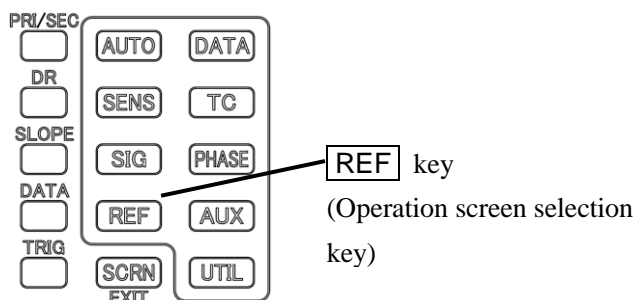 PRI/SEC
AUTO DATA
DR
SENS TC
SLOPE
SIG PHASE
REF key
DATA
REF AUX
(Operation screen selection
key)
TRIG
SCRN UTIL
EXIT